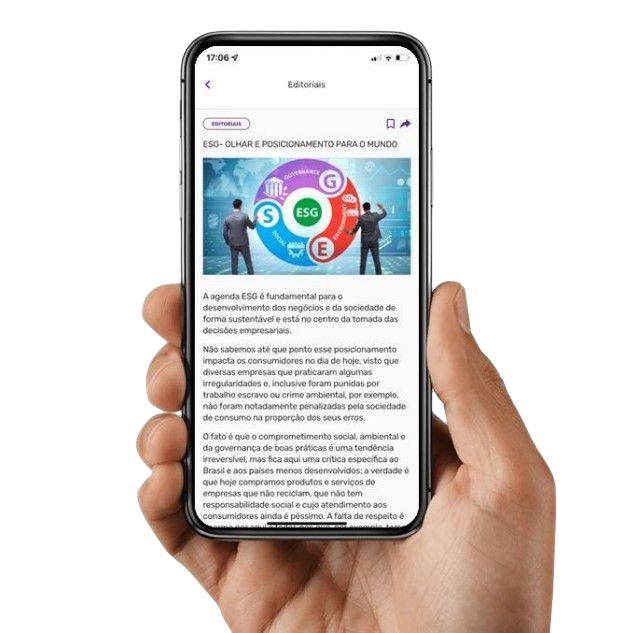 17:06
Editoriais
EDITORIAIS
ESG- OLHAR E POSICIONAMENTO PARA O MUNDO
GOVERNANCE
G
S
ESG
SOCIAL
E
A agenda ESG é fundamental para o
desenvolvimento dos negócios e da sociedade de
forma sustentável e está no centro da tomada das
decisões empresariais.
Não sabemos até que ponto esse posicionamento
impacta os consumidores no dia de hoje, visto que
diversas empresas que praticaram algumas
irregularidades e, inclusive foram punidas por
trabalho escravo ou crime ambiental, por exemplo,
não foram notadamente penalizadas pela sociedade
de consumo na proporção dos seus erros.
O fato é que o comprometimento social, ambiental e
da governança de boas práticas é uma tendência
irreversível, mas fica aqui uma crítica específica ao
Brasil e aos países menos desenvolvidos: a verdade é
que hoje compramos produtos e serviços de
empresas que não reciclam, que não tem
responsabilidade social e cujo atendimento aos
consumidores ainda é péssimo. A falta de respeito é